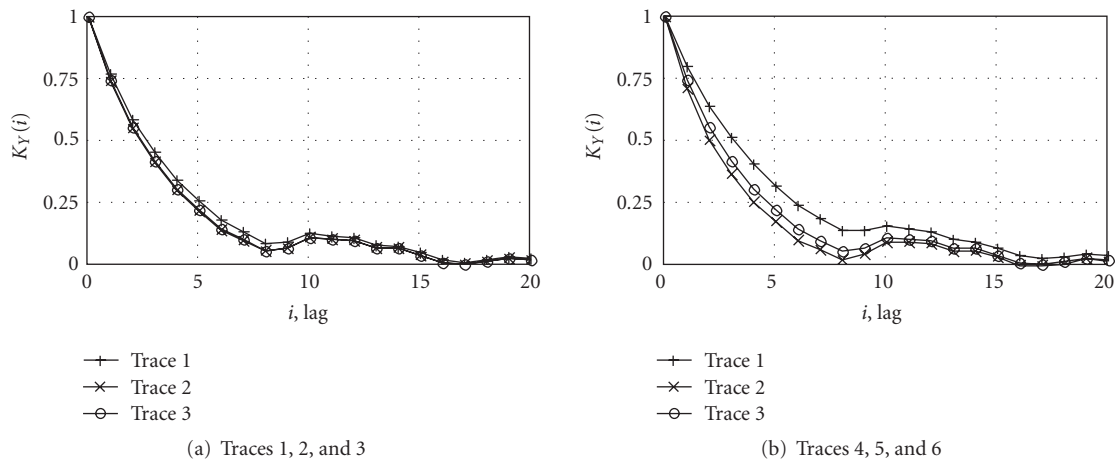 1
0.75
0.5
0.25
0
K_Y(i)
0
5
10
15
20
i, lag
Trace 1
Trace 2
Trace 3
(a) Traces 1, 2, and 3
1
0.75
0.5
0.25
0
K_Y(i)
0
5
10
15
20
i, lag
Trace 1
Trace 2
Trace 3
(b) Traces 4, 5, and 6